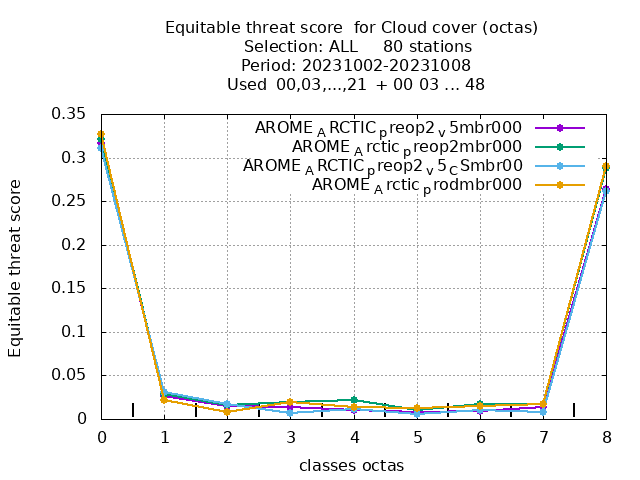 Equitable threat score  for Cloud cover (octas)
Selection: ALL     80 stations
Period: 20231002-20231008
Used  00,03,...,21  + 00 03 ... 48
AROME_ARCTIC_preop2_v5mbr000
AROME_Arctic_preop2mbr000
AROME_ARCTIC_preop2_v5_CSmbr00
AROME_Arctic_prodmbr000
Equitable threat score
0.35
0.3
0.25
0.2
0.15
0.1
0.05
0
0 1 2 3 4 5 6 7 8
classes octas